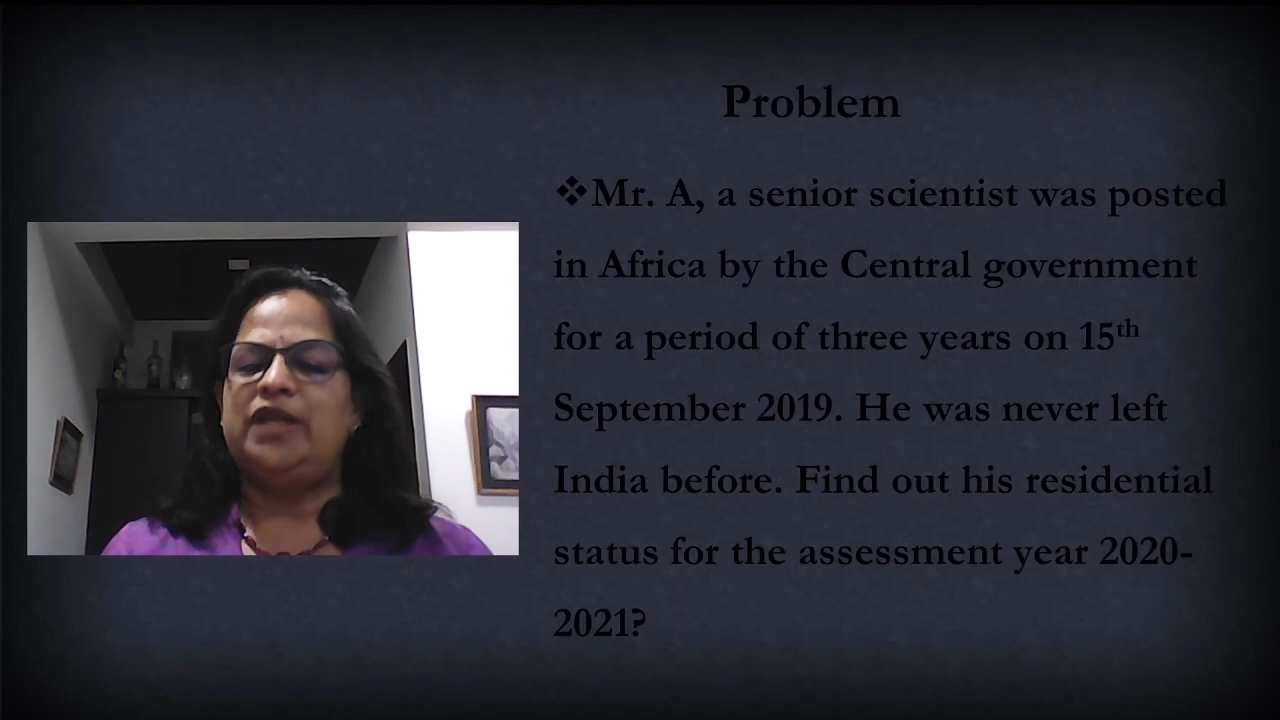 Problem
❖Mr. A, a senior scientist was posted
in Africa by the Central government
for a period of three years on 15th
September 2019. He was never left
India before. Find out his residential
status for the assessment year 2020-
2021?